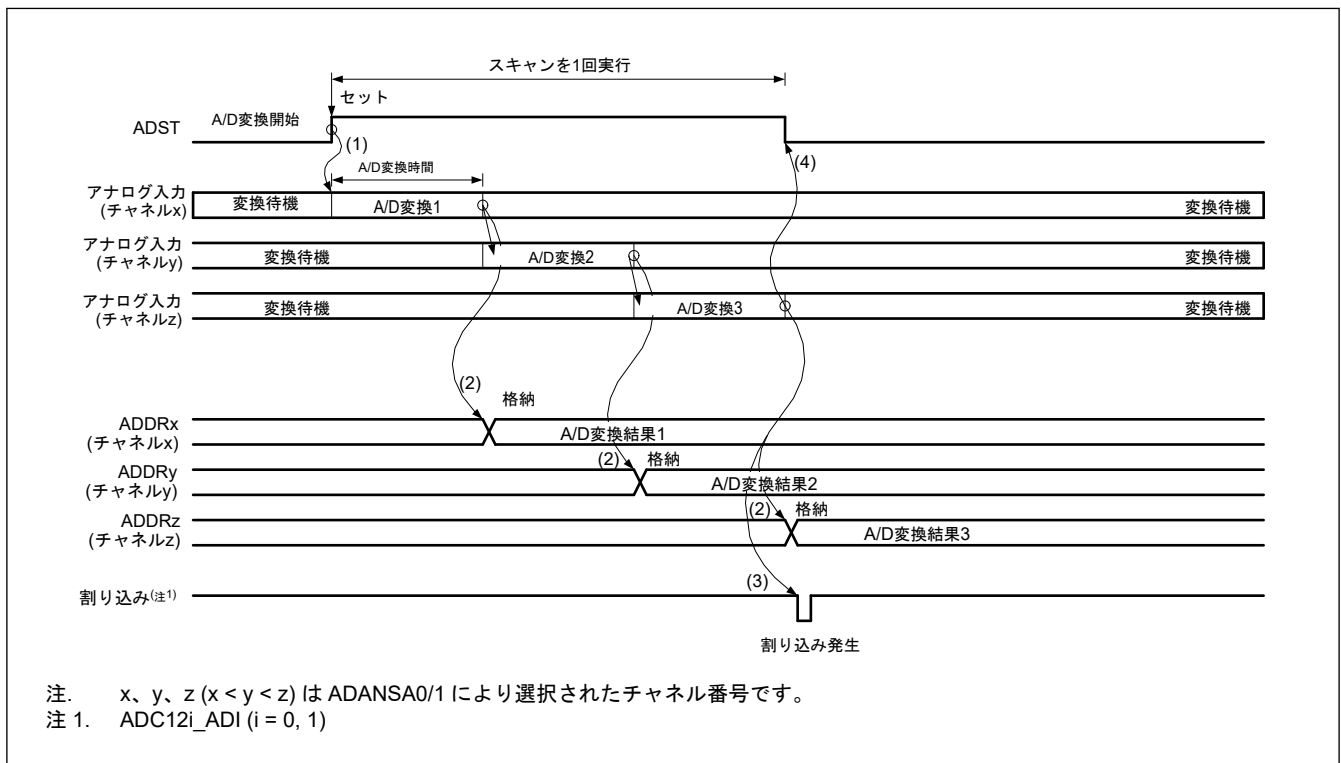 スキャンを1回実行
セット
ADST
A/D変換開始
(1)
(4)
A/D変換時間
アナログ入力
(チャネルx)
変換待機
A/D変換1
変換待機
アナログ入力
(チャネルy)
変換待機
A/D変換2
変換待機
アナログ入力
(チャネルz)
変換待機
A/D変換3
変換待機
(2)
格納
ADDRx
(チャネルx)
A/D変換結果1
(2)
格納
ADDRy
(チャネルy)
A/D変換結果2
(2)
格納
ADDRz
(チャネルz)
A/D変換結果3
(3)
割り込み(注1)
割り込み発生
注. x、y、z (x < y < z) は ADANSA0/1 により選択されたチャネル番号です。
注 1. ADC12i_ADI (i = 0, 1)